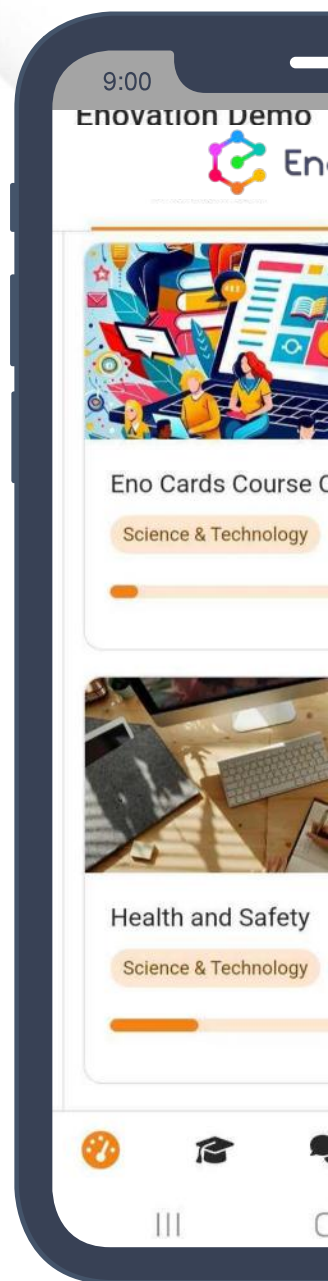 9:00
Enovation Demo
Eno Cards Course
Science & Technology
Health and Safety
Science & Technology